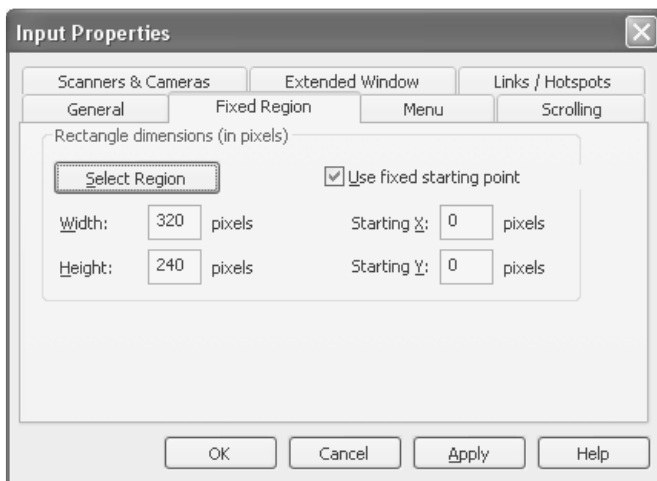 Input Properties
Scanners & Cameras Extended Window Links / Hotspots
General Fixed Region Menu Scrolling
Rectangle dimensions (in pixels)
Select Region Use fixed starting point
Width: 320 pixels Starting X: 0 pixels
Height: 240 pixels Starting Y: 0 pixels
OK Cancel Apply Help